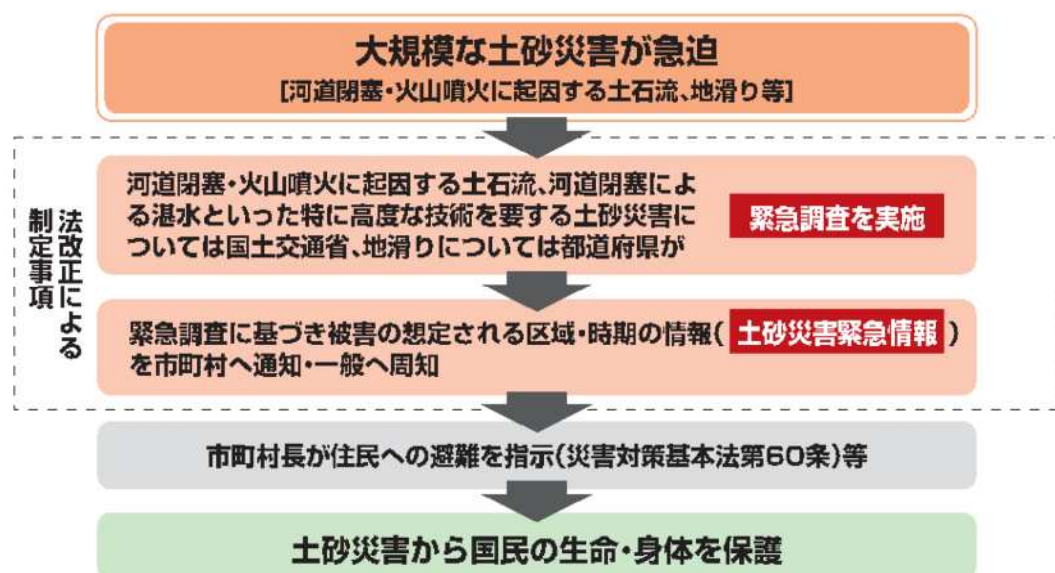 大規模な土砂災害が急迫
[河道閉塞・火山噴火に起因する土石流、地滑り等]
法改正による
制定事項
河道閉塞・火山噴火に起因する土石流、河道閉塞によ
る湛水といった特に高度な技術を要する土砂災害に
ついては国土交通省、地滑りについては都道府県が
緊急調査を実施
緊急調査に基づき被害の想定される区域・時期の情報(土砂災害緊急情報)
を市町村へ通知・一般へ周知
市町村長が住民への避難を指示(災害対策基本法第60条)等
土砂災害から国民の生命・身体を保護